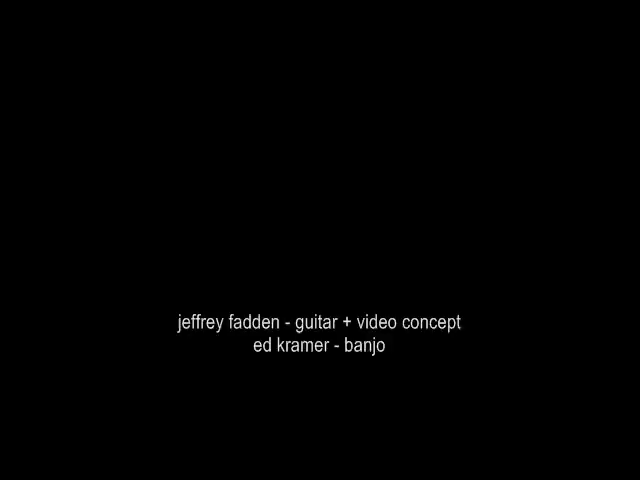 jeffrey fadden - guitar + video concept
ed kramer - banjo